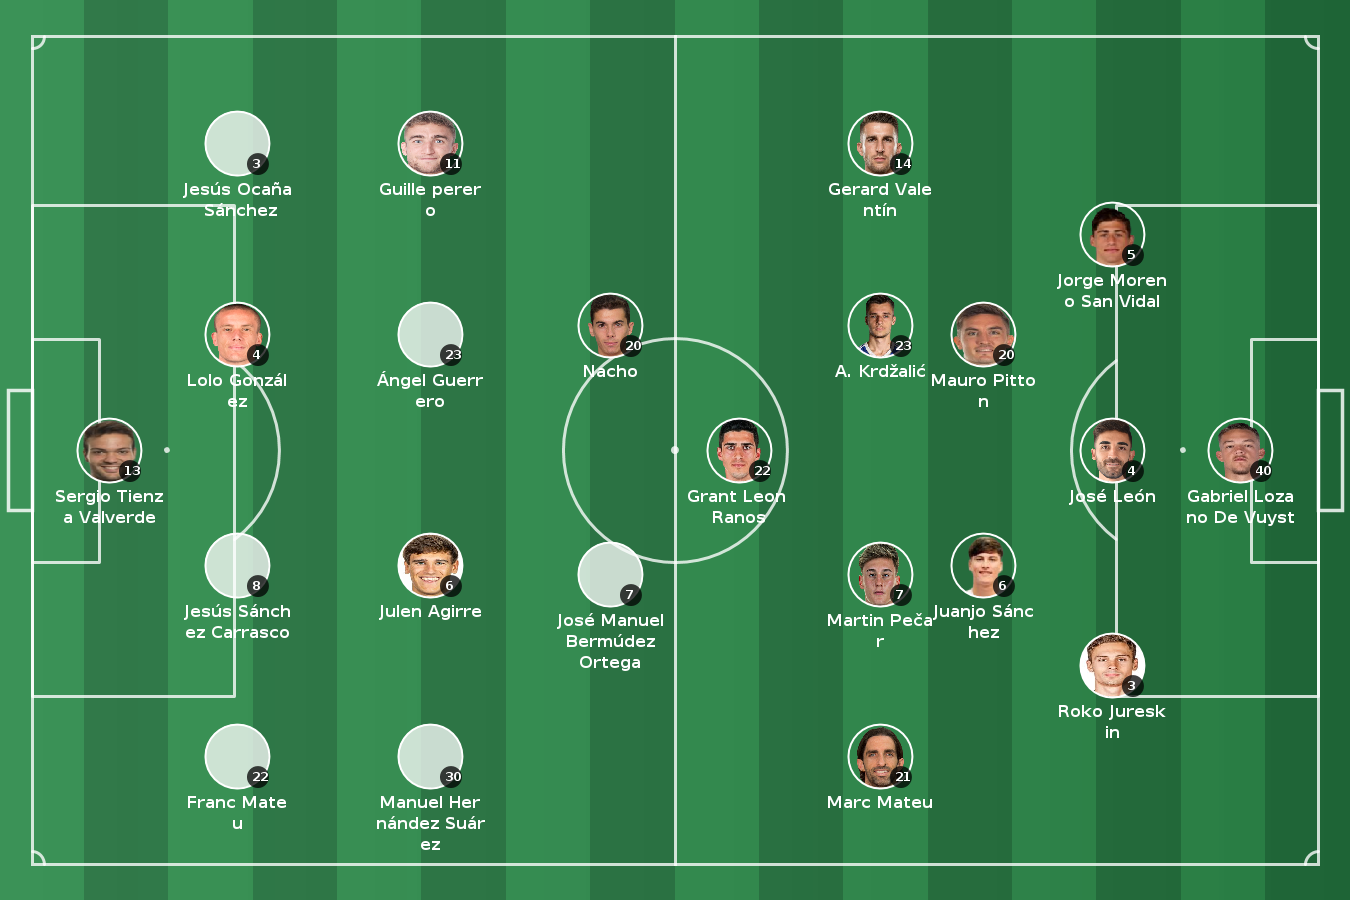 3
Jesús Ocaña
Sánchez
11
Guille perer
o
14
Gerard Vale
ntín
5
Jorge Moren
o San Vidal
4
Lolo Gonzál
ez
23
Ángel Guerr
ero
20
Nacho
23
A. Krdžalić
20
Mauro Pitto
n
13
Sergio Tienz
a Valverde
22
Grant Leon
Ranos
4
José León
40
Gabriel Loza
no De Vuyst
8
Jesús Sánch
ez Carrasco
6
Julen Agirre
7
José Manuel
Bermúdez
Ortega
7
Martin Peča
r
6
Juanjo Sánc
hez
3
Roko Juresk
in
22
Franc Mate
u
30
Manuel Her
nández Suár
ez
21
Marc Mateu